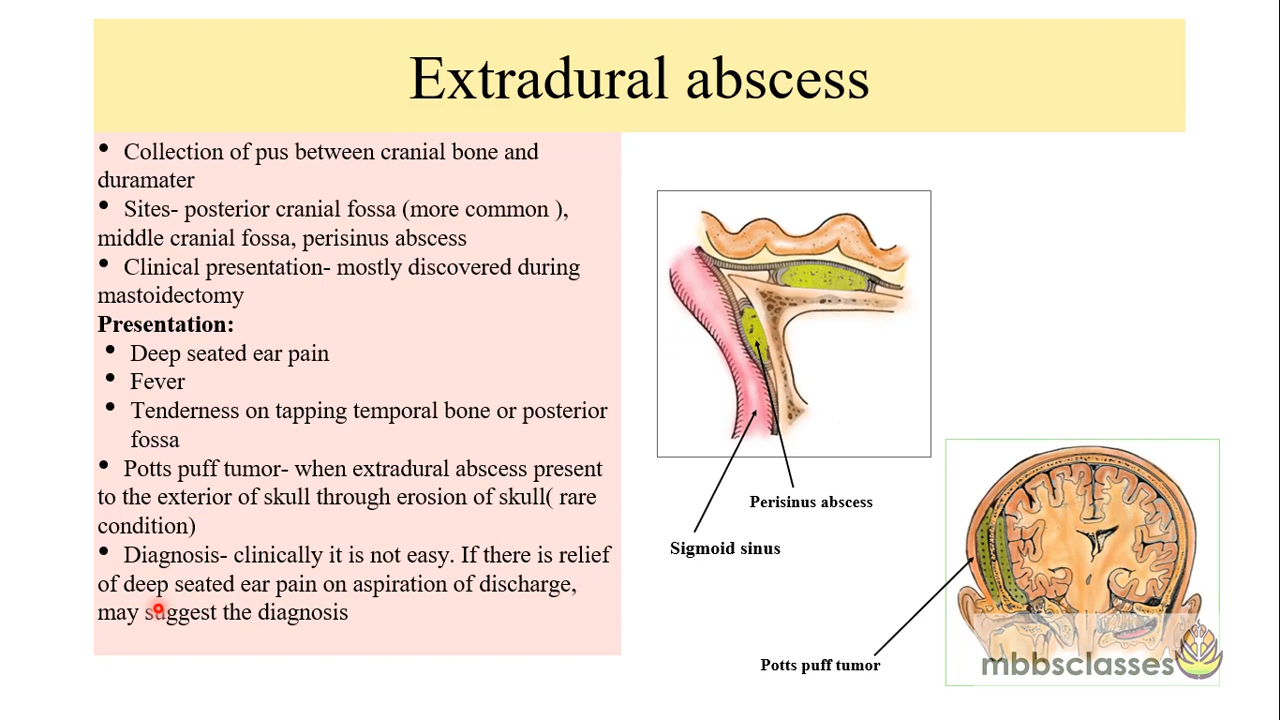 Extradural abscess
• Collection of pus between cranial bone and
duramater
• Sites- posterior cranial fossa (more common ),
middle cranial fossa, perisinus abscess
• Clinical presentation- mostly discovered during
mastoidectomy
Presentation:
• Deep seated ear pain
• Fever
• Tenderness on tapping temporal bone or posterior
fossa
• Potts puff tumor- when extradural abscess present
to the exterior of skull through erosion of skull( rare
condition)
• Diagnosis- clinically it is not easy. If there is relief
of deep seated ear pain on aspiration of discharge,
may suggest the diagnosis
Perisinus abscess
Sigmoid sinus
Potts puff tumor
mbbsclasses